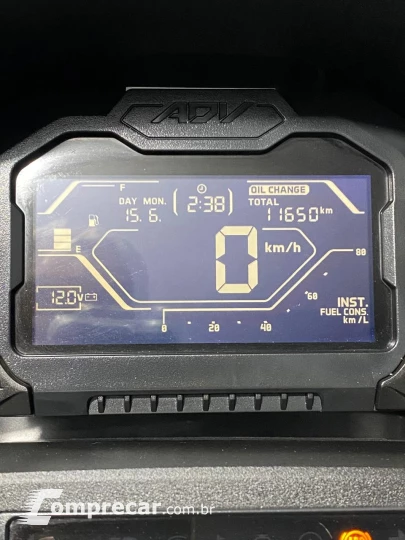 ADV
F
DAY MON.
15. 6.
2:38
OIL CHANGE
TOTAL
11650km
E
0 km/h
12.0V
0 20 40 60 80
INST.
FUEL CONS.
km/L
Comprecar.com.br